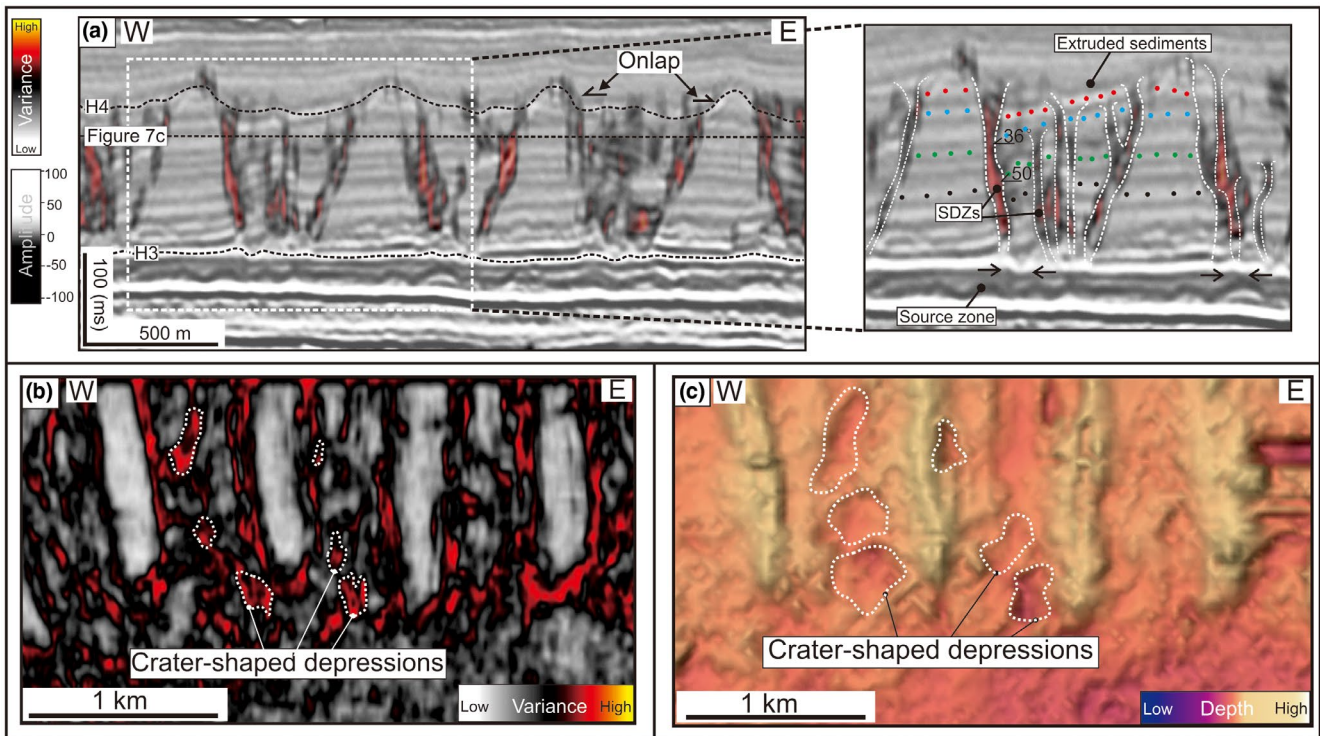 High
Variance
Low
100
50
Amplitude
0
-50
-100
(a) W
E
Onlap
H4
Figure 7c
H3
100 (ms)
500 m
Extruded sediments
36
50
SDZs
Source zone
(b) W
E
Crater-shaped depressions
1 km
Low Variance High
(c) W
E
Crater-shaped depressions
1 km
Low Depth High